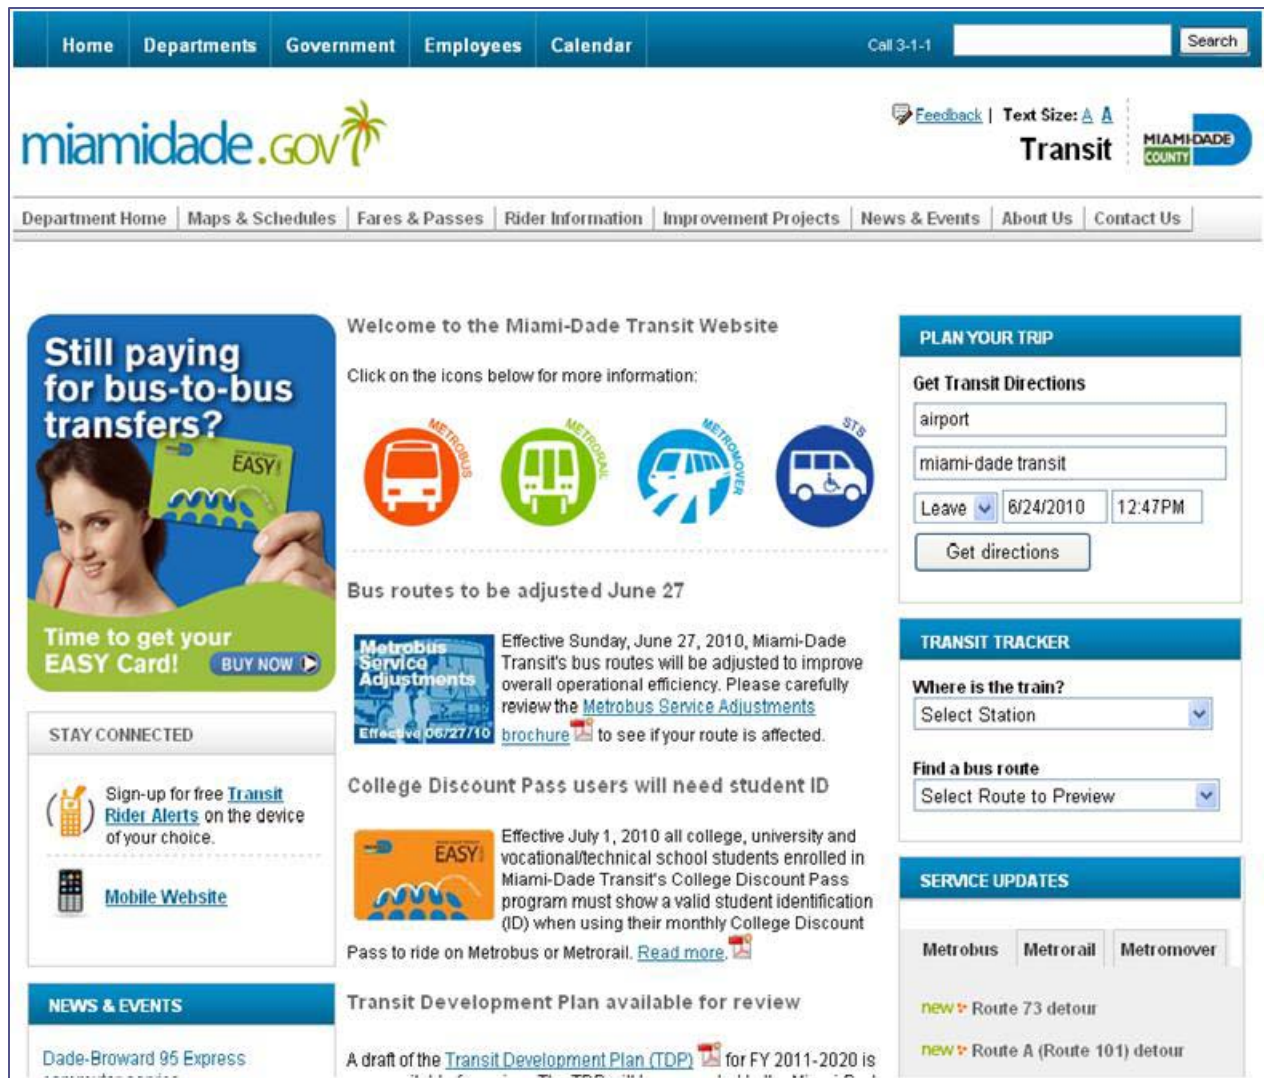 Home Departments Government Employees Calendar Call 3-1-1 Search
miamidade.gov
Feedback | Text Size: A A
Transit
MIAMI-DADE
COUNTY
Department Home | Maps & Schedules | Fares & Passes | Rider Information | Improvement Projects | News & Events | About Us | Contact Us
Still paying
for bus-to-bus
transfers?
EASY
Time to get your
EASY Card! BUY NOW
STAY CONNECTED
Sign-up for free Transit
Rider Alerts on the device
of your choice.
Mobile Website
NEWS & EVENTS
Dade-Broward 95 Express
Welcome to the Miami-Dade Transit Website
Click on the icons below for more information:
METROBUS METRORAIL METROMOVER STS
Bus routes to be adjusted June 27
Metrobus
Service
Adjustments
Effective 06/27/10
Effective Sunday, June 27, 2010, Miami-Dade
Transit's bus routes will be adjusted to improve
overall operational efficiency. Please carefully
review the Metrobus Service Adjustments
brochure to see if your route is affected.
College Discount Pass users will need student ID
EASY
Effective July 1, 2010 all college, university and
vocational/technical school students enrolled in
Miami-Dade Transit's College Discount Pass
program must show a valid student identification
(ID) when using their monthly College Discount
Pass to ride on Metrobus or Metrorail. Read more.
Transit Development Plan available for review
A draft of the Transit Development Plan (TDP) for FY 2011-2020 is
PLAN YOUR TRIP
Get Transit Directions
airport
miami-dade transit
Leave 6/24/2010 12:47PM
Get directions
TRANSIT TRACKER
Where is the train?
Select Station
Find a bus route
Select Route to Preview
SERVICE UPDATES
Metrobus Metrorail Metromover
new Route 73 detour
new Route A (Route 101) detour